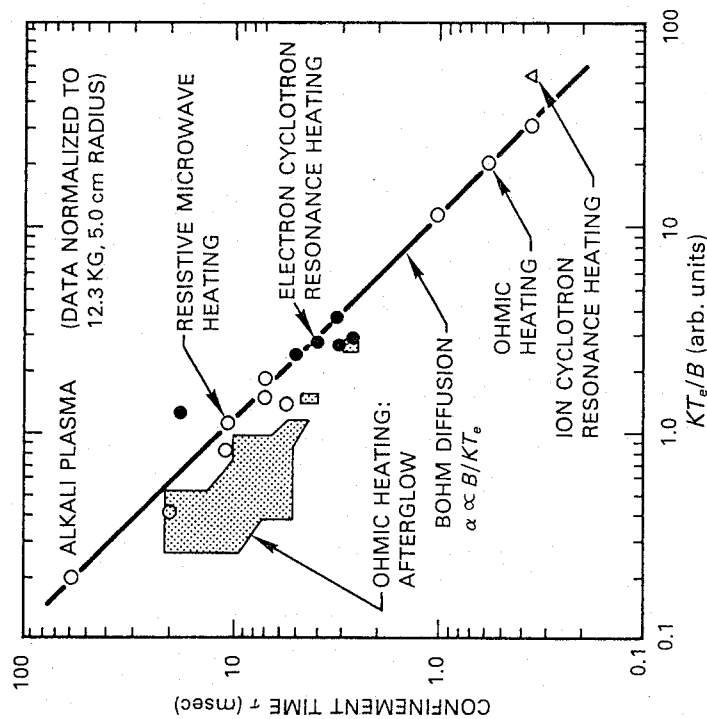 100
10
1.0
0.1
CONFINEMENT TIME τ (msec)
ALKALI PLASMA
(DATA NORMALIZED TO
12.3 KG, 5.0 cm RADIUS)
RESISTIVE MICROWAVE
HEATING
ELECTRON CYCLOTRON
RESONANCE HEATING
OHMIC HEATING:
AFTERGLOW
BOHM DIFFUSION
α ∝ B/KTₑ
OHMIC
HEATING
ION CYCLOTRON
RESONANCE HEATING
0.1
1.0
10
100
KTₑ/B (arb. units)